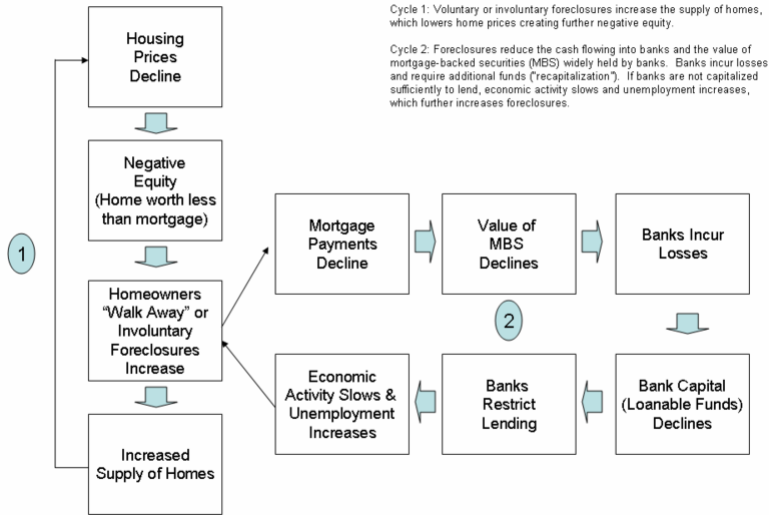 Cycle 1: Voluntary or involuntary foreclosures increase the supply of homes,
which lowers home prices creating further negative equity.
Cycle 2: Foreclosures reduce the cash flowing into banks and the value of
mortgage-backed securities (MBS) widely held by banks.  Banks incur losses
and require additional funds ("recapitalization").  If banks are not capitalized
sufficiently to lend, economic activity slows and unemployment increases,
which further increases foreclosures.
Housing
Prices
Decline
Negative
Equity
(Home worth less
than mortgage)
1
Homeowners
“Walk Away” or
Involuntary
Foreclosures
Increase
Increased
Supply of Homes
Mortgage
Payments
Decline
Value of
MBS
Declines
Banks Incur
Losses
2
Bank Capital
(Loanable Funds)
Declines
Banks
Restrict
Lending
Economic
Activity Slows &
Unemployment
Increases